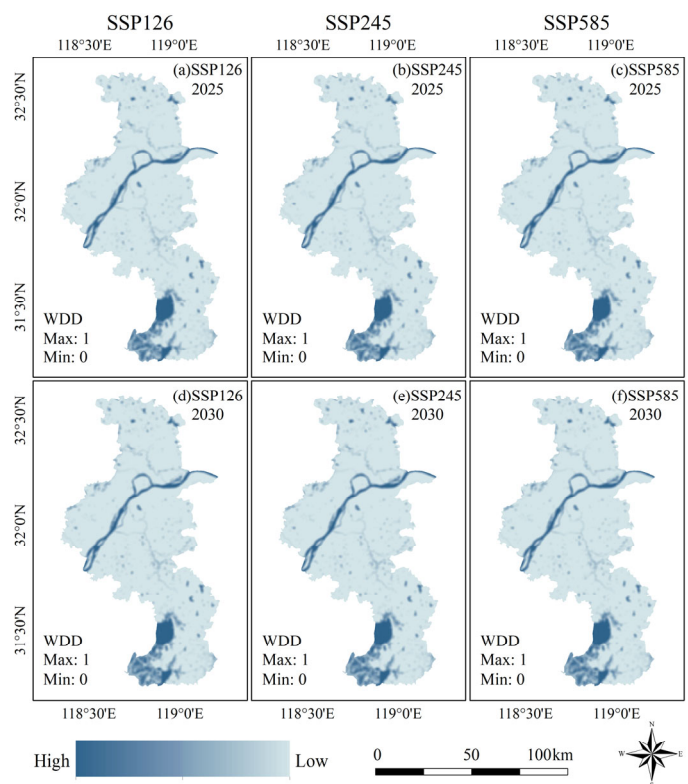 SSP126 SSP245 SSP585
118°30'E 119°0'E 118°30'E 119°0'E 118°30'E 119°0'E
32°30'N
32°0'N
31°30'N
(a)SSP126
2025
WDD
Max: 1
Min: 0
(b)SSP245
2025
WDD
Max: 1
Min: 0
(c)SSP585
2025
WDD
Max: 1
Min: 0
32°30'N
32°0'N
31°30'N
(d)SSP126
2030
WDD
Max: 1
Min: 0
(e)SSP245
2030
WDD
Max: 1
Min: 0
(f)SSP585
2030
WDD
Max: 1
Min: 0
118°30'E 119°0'E 118°30'E 119°0'E 118°30'E 119°0'E
High Low
0 50 100km
N
W E
S